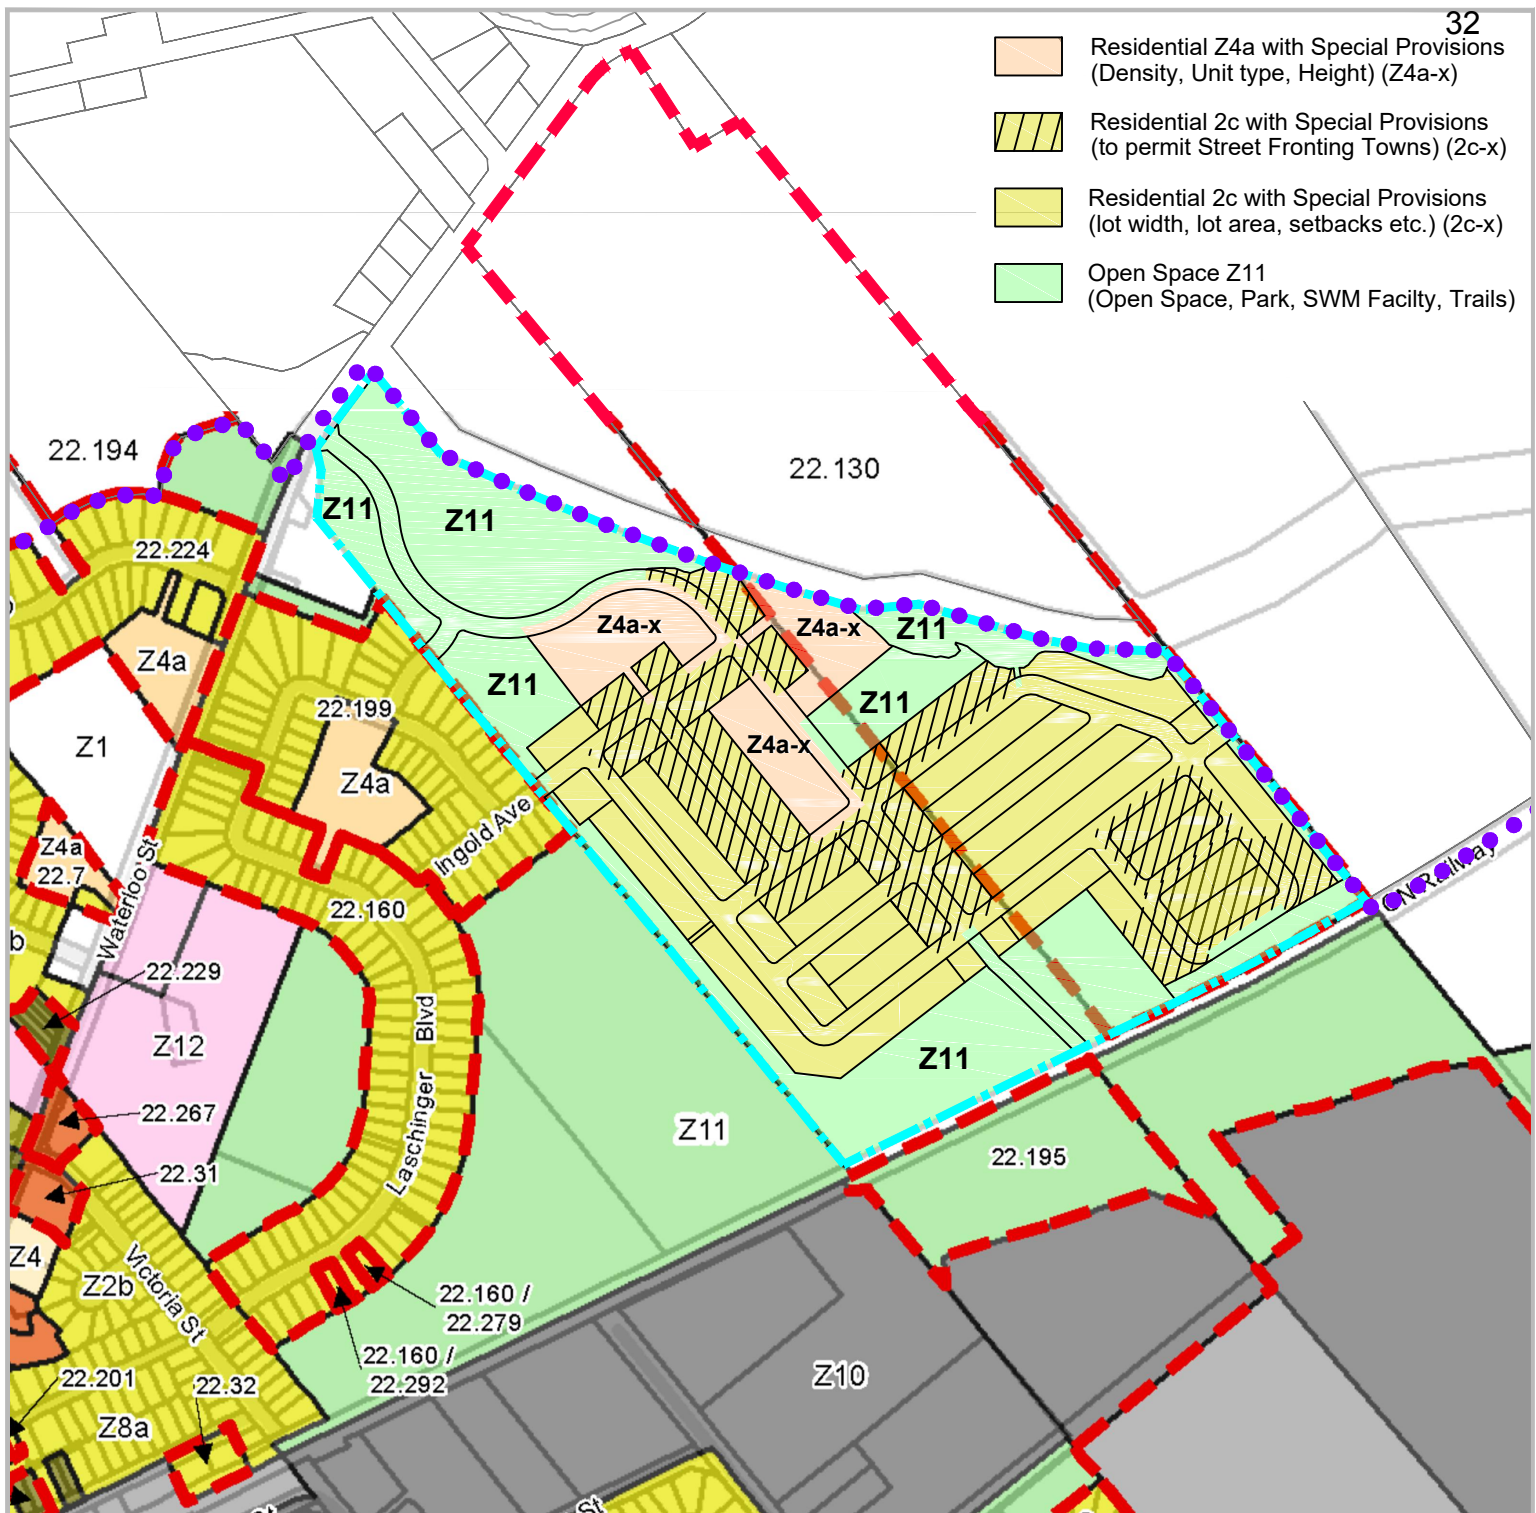 32
Residential Z4a with Special Provisions
(Density, Unit type, Height) (Z4a-x)
Residential 2c with Special Provisions
(to permit Street Fronting Towns) (2c-x)
Residential 2c with Special Provisions
(lot width, lot area, setbacks etc.) (2c-x)
Open Space Z11
(Open Space, Park, SWM Facilty, Trails)
22.194
22.130
Z11
Z11
22.224
Z4a-x
Z4a-x
Z11
Z4a
Z11
Z11
22.199
Z1
Z4a-x
Z4a
Ingold Ave
Z4a
22.7
Waterloo St
CN Railway
22.160
b
22.229
Blvd
Z12
Z11
22.267
Z11
Laschinger
22.195
22.31
Z4
Z2b
Victoria St
22.160 /
22.279
22.160 /
22.292
22.201
22.32
Z10
Z8a
St
St